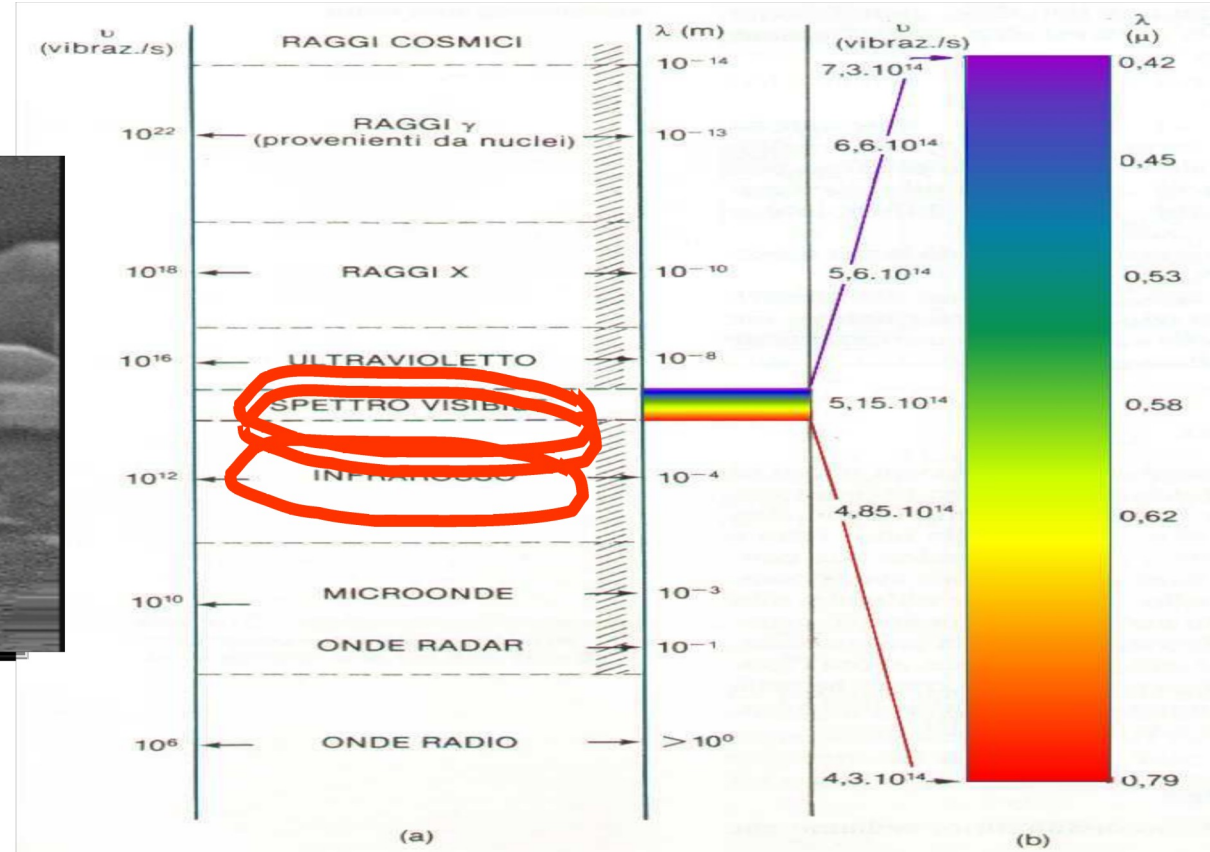 υ
(vibraz./s)
RAGGI COSMICI
λ (m)
υ
(vibraz./s)
λ
(μ)
10⁻¹⁴
7,3.10¹⁴
0,42
10²²
RAGGI γ
(provenienti da nuclei)
10⁻¹³
6,6.10¹⁴
0,45
10¹⁸
RAGGI X
10⁻¹⁰
5,6.10¹⁴
0,53
10¹⁶
ULTRAVIOLETTO
10⁻⁸
SPETTRO VISIBILE
5,15.10¹⁴
0,58
10¹²
INFRAROSSO
10⁻⁴
4,85.10¹⁴
0,62
10¹⁰
MICROONDE
10⁻³
ONDE RADAR
10⁻¹
10⁶
ONDE RADIO
> 10⁰
4,3.10¹⁴
0,79
(a)
(b)